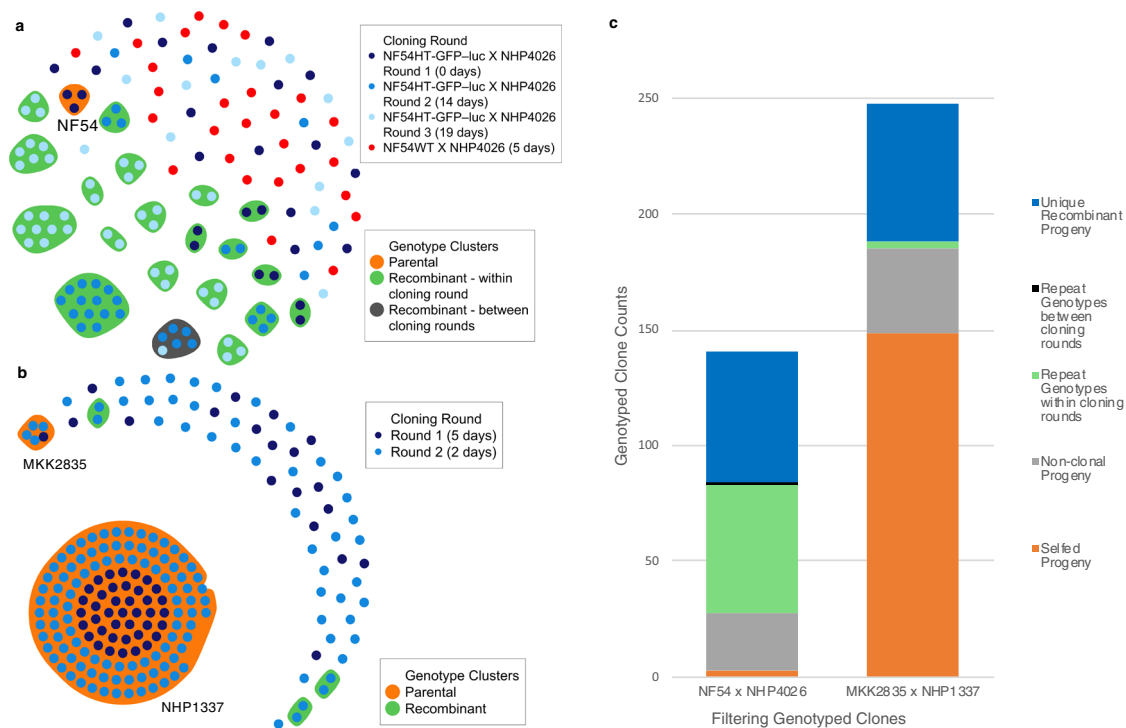 a
Cloning Round
NF54HT-GFP–luc X NHP4026
Round 1 (0 days)
NF54HT-GFP–luc X NHP4026
Round 2 (14 days)
NF54HT-GFP–luc X NHP4026
Round 3 (19 days)
NF54WT X NHP4026 (5 days)
NF54
Genotype Clusters
Parental
Recombinant - within
cloning round
Recombinant - between
cloning rounds
b
Cloning Round
Round 1 (5 days)
Round 2 (2 days)
MKK2835
NHP1337
Genotype Clusters
Parental
Recombinant
c
Genotyped Clone Counts
250
200
150
100
50
0
NF54 x NHP4026
MKK2835 x NHP1337
Filtering Genotyped Clones
Unique
Recombinant
Progeny
Repeat
Genotypes
between cloning
rounds
Repeat
Genotypes
within cloning
rounds
Non-clonal
Progeny
Selfed
Progeny